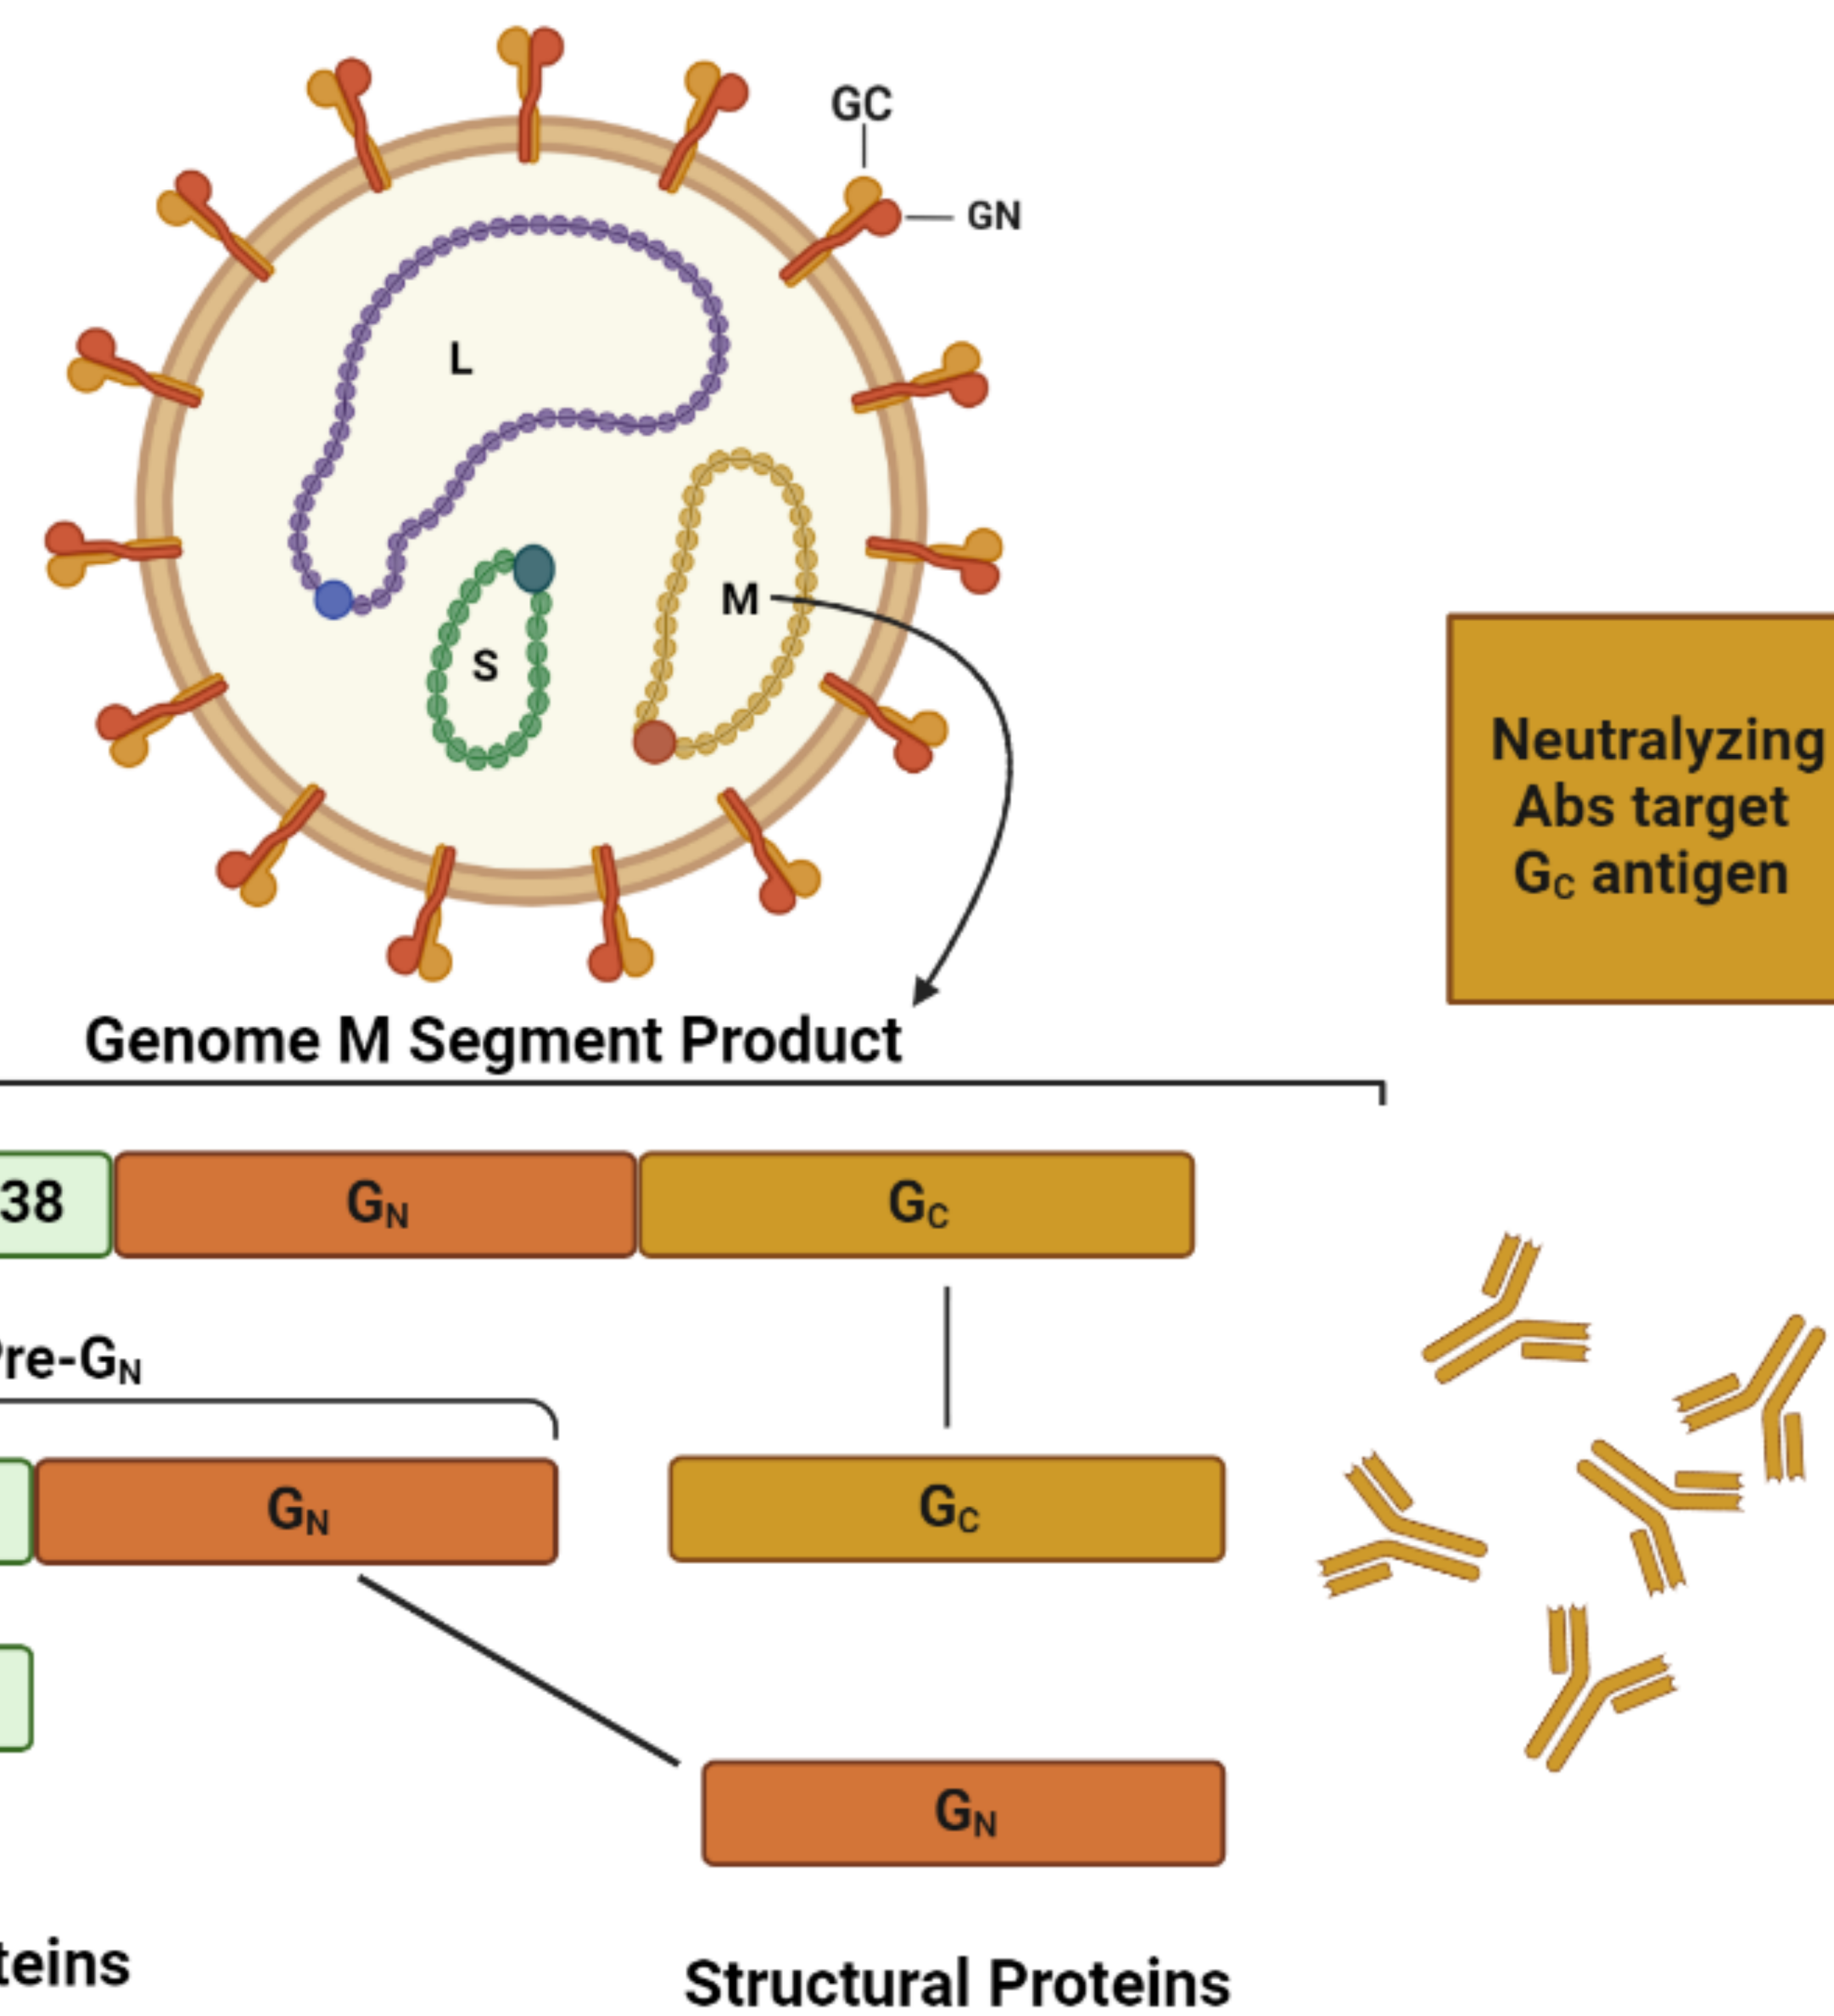 GC
GN
L
M
S
Neutralyzing
Abs target
GC antigen
Genome M Segment Product
38
GN
GC
Pre-GN
GN
GC
GN
teins
Structural Proteins